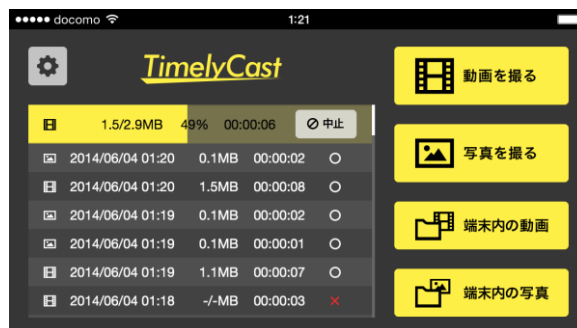 docomo 1:21
TimelyCast
1.5/2.9MB 49% 00:00:06 中止
2014/06/04 01:20 0.1MB 00:00:02
2014/06/04 01:20 1.5MB 00:00:08
2014/06/04 01:19 0.1MB 00:00:02
2014/06/04 01:19 0.1MB 00:00:01
2014/06/04 01:19 1.1MB 00:00:07
2014/06/04 01:18 -/-MB 00:00:03
動画を撮る
写真を撮る
端末内の動画
端末内の写真